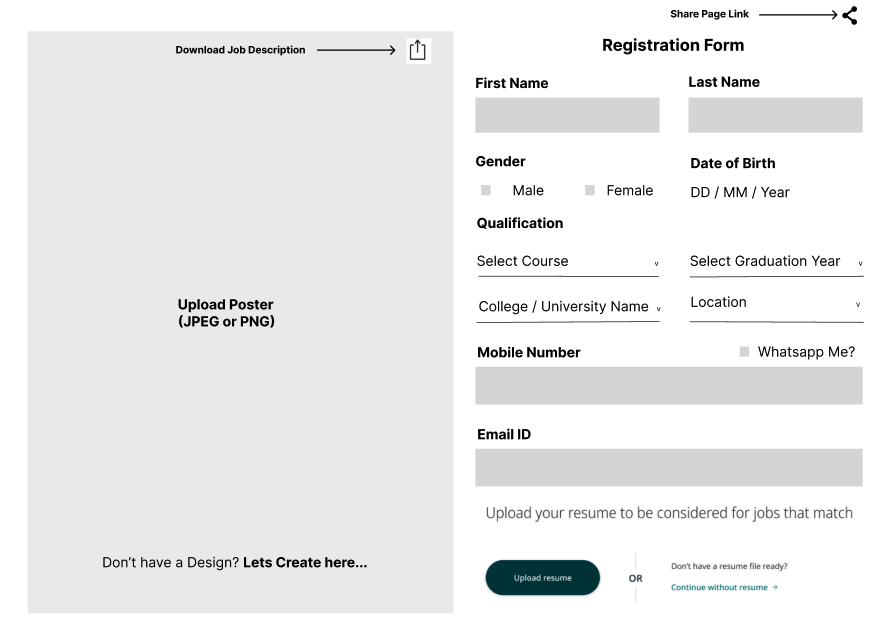 Share Page Link
Download Job Description
Upload Poster
(JPEG or PNG)
Don't have a Design? Lets Create here...
Registration Form
First Name
Last Name
Gender
Male
Female
Date of Birth
DD / MM / Year
Qualification
Select Course v
Select Graduation Year v
College / University Name v
Location v
Mobile Number
Whatsapp Me?
Email ID
Upload your resume to be considered for jobs that match
Upload resume
OR
Don't have a resume file ready?
Continue without resume →